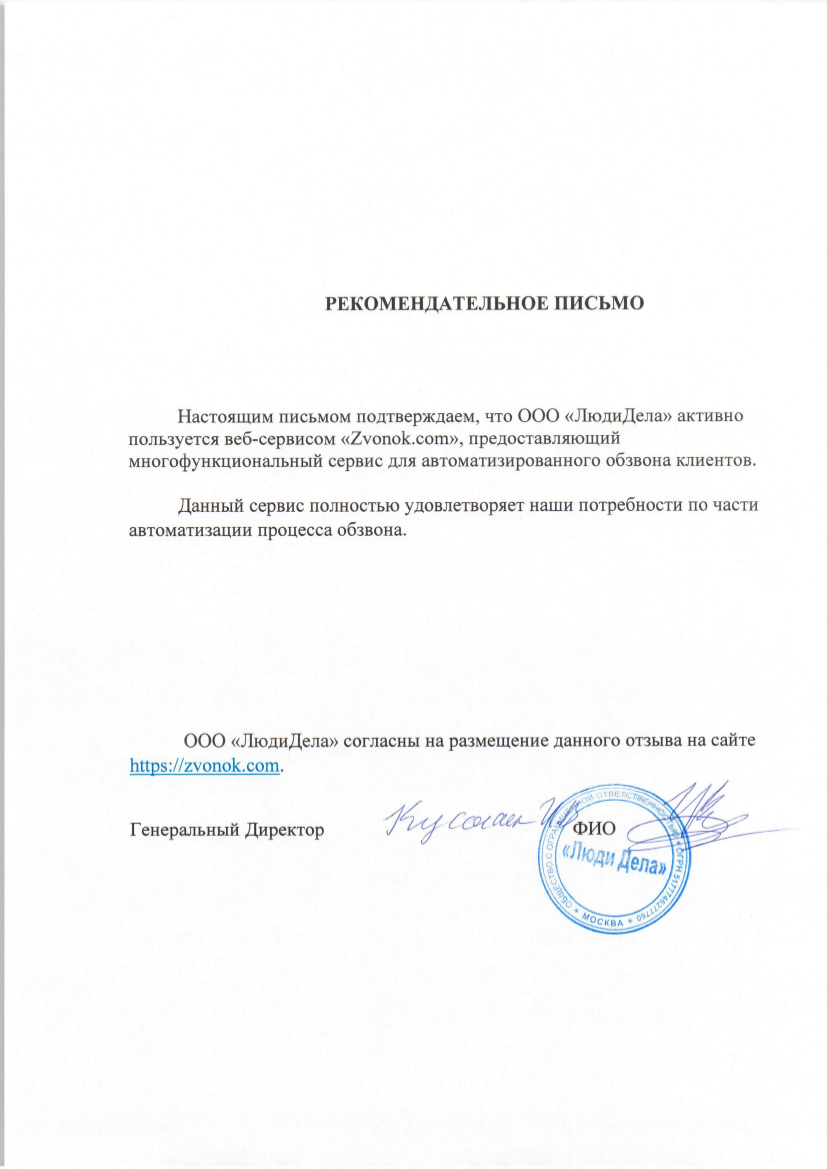 РЕКОМЕНДАТЕЛЬНОЕ ПИСЬМО
Настоящим письмом подтверждаем, что ООО «ЛюдиДела» активно
пользуется веб-сервисом «Zvonok.com», предоставляющий
многофункциональный сервис для автоматизированного обзвона клиентов.
Данный сервис полностью удовлетворяет наши потребности по части
автоматизации процесса обзвона.
ООО «ЛюдиДела» согласны на размещение данного отзыва на сайте
https://zvonok.com.
Генеральный Директор ФИО
ОБЩЕСТВО С ОГРАНИЧЕННОЙ ОТВЕТСТВЕННОСТЬЮ * ОГРН 5177746277760
«Люди Дела»
* МОСКВА *